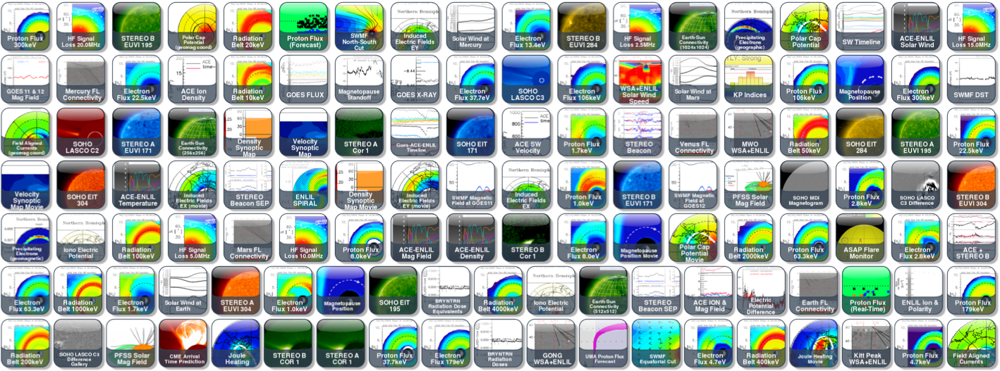 Proton Flux 300keV
HF Signal Loss 20.0MHz
STEREO B EUVI 195
Polar Cap Potential (geomag coord)
Radiation Belt 20keV
Proton Flux (Forecast)
SWMF North-South Cut
Northern Hemisph
Induced Electric Fields EY
Solar Wind at Mercury
Electron Flux 13.4eV
STEREO B EUVI 284
HF Signal Loss 2.5MHz
Earth-Sun Connectivity (1024x1024)
Northern Hemisph
Precipitating Electrons (geographic)
Polar Cap Potential
SW Timeline
ACE-ENLIL Solar Wind
HF Signal Loss 15.0MHz
GOES 11 & 12 Mag Field
Mercury FL Connectivity
Electron Flux 22.5keV
ACE time
15
ACE Ion Density
Radiation Belt 10keV
GOES FLUX
Magnetopause Standoff
-8.44
GOES X-RAY
Electron Flux 37.7eV
SOHO LASCO C3
Electron Flux 106keV
WSA+ENLIL Solar Wind Speed
Solar Wind at Mars
LY: Strong
KP Indices
Proton Flux 106keV
Magnetopause Position
Electron Flux 300keV
SWMF DST
Field Aligned Currents (geomag coord)
SOHO LASCO C2
STEREO A EUVI 171
Earth-Sun Connectivity (256x256)
Density Synoptic Map
Velocity Synoptic Map
STEREO A Cor 1
Goes-ACE-ENLIL Timeline
SOHO EIT 171
1000
800
ACE time
ACE SW Velocity
Proton Flux 1.7keV
STEREO Beacon
Venus FL Connectivity
MWO WSA+ENLIL
Radiation Belt 50keV
SOHO EIT 284
STEREO A EUVI 195
Proton Flux 22.5keV
Velocity Synoptic Map Movie
SOHO EIT 304
ACE-ENLIL Temperature
Induced Electric Fields EX (movie)
STEREO Beacon SEP
ENLIL SPIRAL
Density Synoptic Map Movie
Induced Electric Fields EY (movie)
SWMF Magnetic Field at GOES11
Northern Hemisph
Induced Electric Fields EX
Proton Flux 1.0keV
STEREO B EUVI 171
SWMF Magnetic Field at GOES12
PFSS Solar Mag Field
SOHO MDI Magnetogram
Proton Flux 2.8keV
SOHO LASCO C3 Difference
STEREO B EUVI 304
Northern Hemisph
Precipitating Electrons (geomagnetic)
Northern Hemisph
Iono Electric Potential
Radiation Belt 100keV
HF Signal Loss 5.0MHz
Mars FL Connectivity
HF Signal Loss 10.0MHz
Proton Flux 8.0keV
ACE-ENLIL Mag Field
ACE-ENLIL Density
STEREO B Cor 1
Electron Flux 8.0eV
Magnetopause Position Movie
Polar Cap Potential Movie
Radiation Belt 2000keV
Proton Flux 63.3keV
ASAP Flare Monitor
Electron Flux 2.8keV
ACE + STEREO B
Electron Flux 63.3eV
Radiation Belt 1000keV
Electron Flux 1.7keV
Solar Wind at Earth
STEREO A EUVI 304
Electron Flux 1.0keV
Magnetopause Position
SOHO EIT 195
BRYNTRN Radiation Dose Equivalents
Radiation Belt 4000keV
Northern Hemisph
Iono Electric Potential
Earth-Sun Connectivity (512x512)
STEREO Beacon SEP
ACE ION & Mag Field
Electric Potential Difference
Earth FL Connectivity
Proton Flux (Real-Time)
ENLIL Ion & Polarity
Proton Flux 179keV
Radiation Belt 200keV
SOHO LASCO C3 Difference Gallery
PFSS Solar Mag Field
CME Arrival Time Prediction
Joule Heating
STEREO B COR 1
STEREO A COR 1
Proton Flux 37.7keV
Electron Flux 179eV
BRYNTRN Radiation Doses
GONG WSA+ENLIL
UMA Proton Flux Forecast
SWMF Equatorial Cut
Electron Flux 4.7eV
Radiation Belt 400keV
Joule Heating Movie
Kitt Peak WSA+ENLIL
Proton Flux 4.7keV
Field Aligned Currents